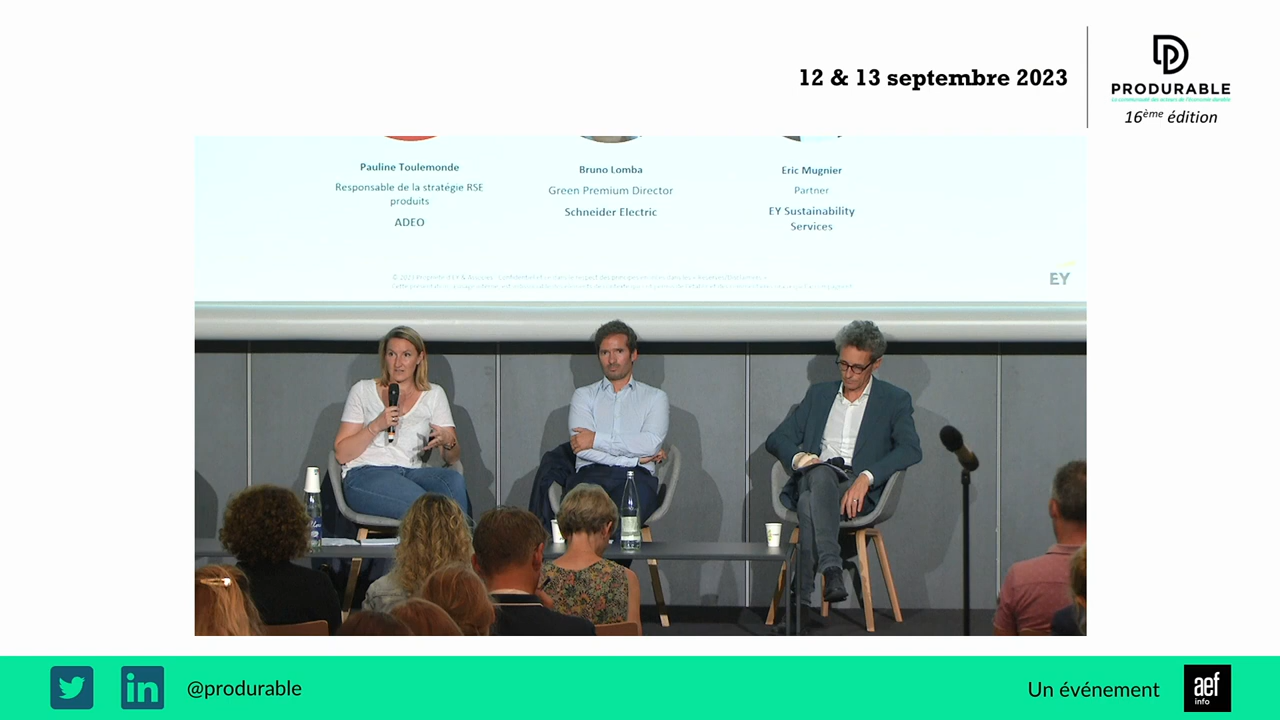 12 & 13 septembre 2023
PRODURABLE
16ème édition
Pauline Toulemonde
Responsable de la stratégie RSE
produits
ADEO
Bruno Lomba
Green Premium Director
Schneider Electric
Eric Mugnier
Partner
EY Sustainability
Services
EY
@produrable
Un événement
aef
info